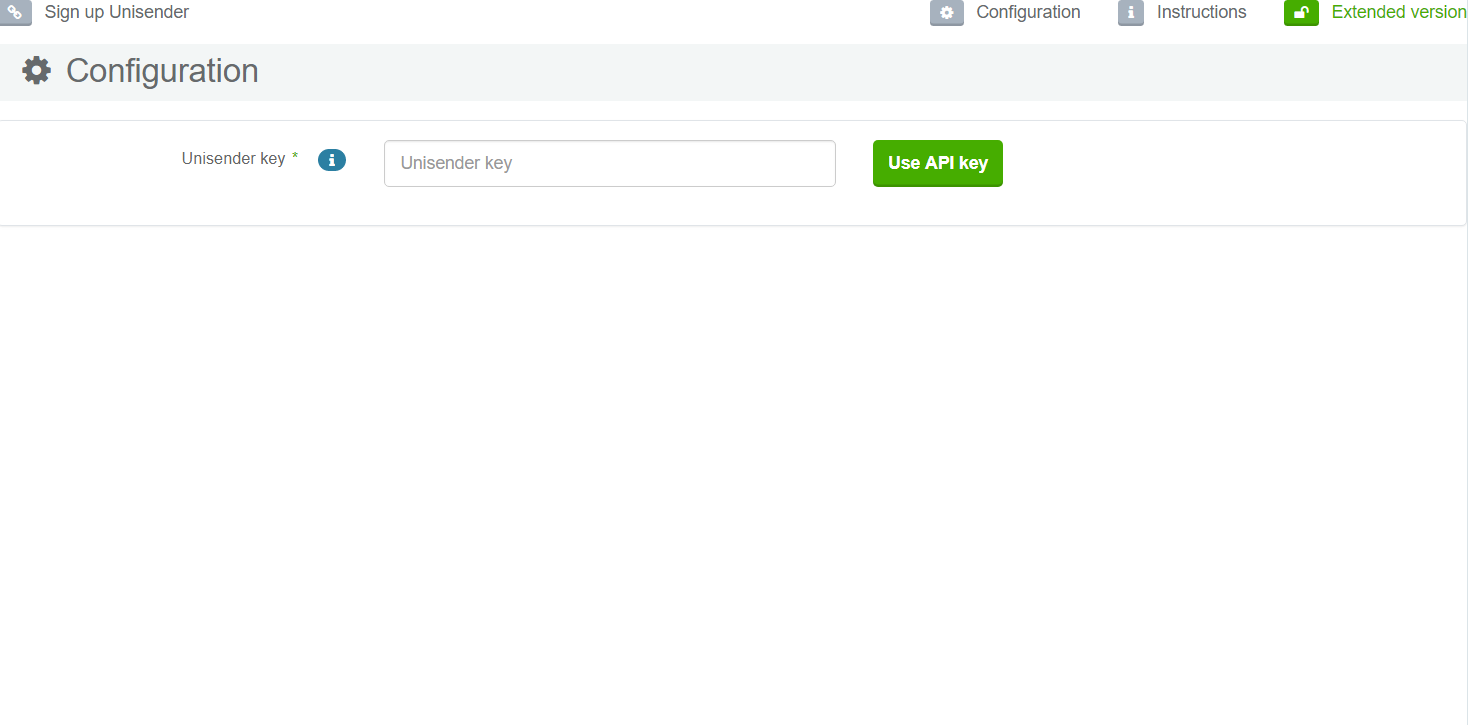 Sign up Unisender
Configuration
Instructions
Extended version
Configuration
Unisender key *
Unisender key
Use API key